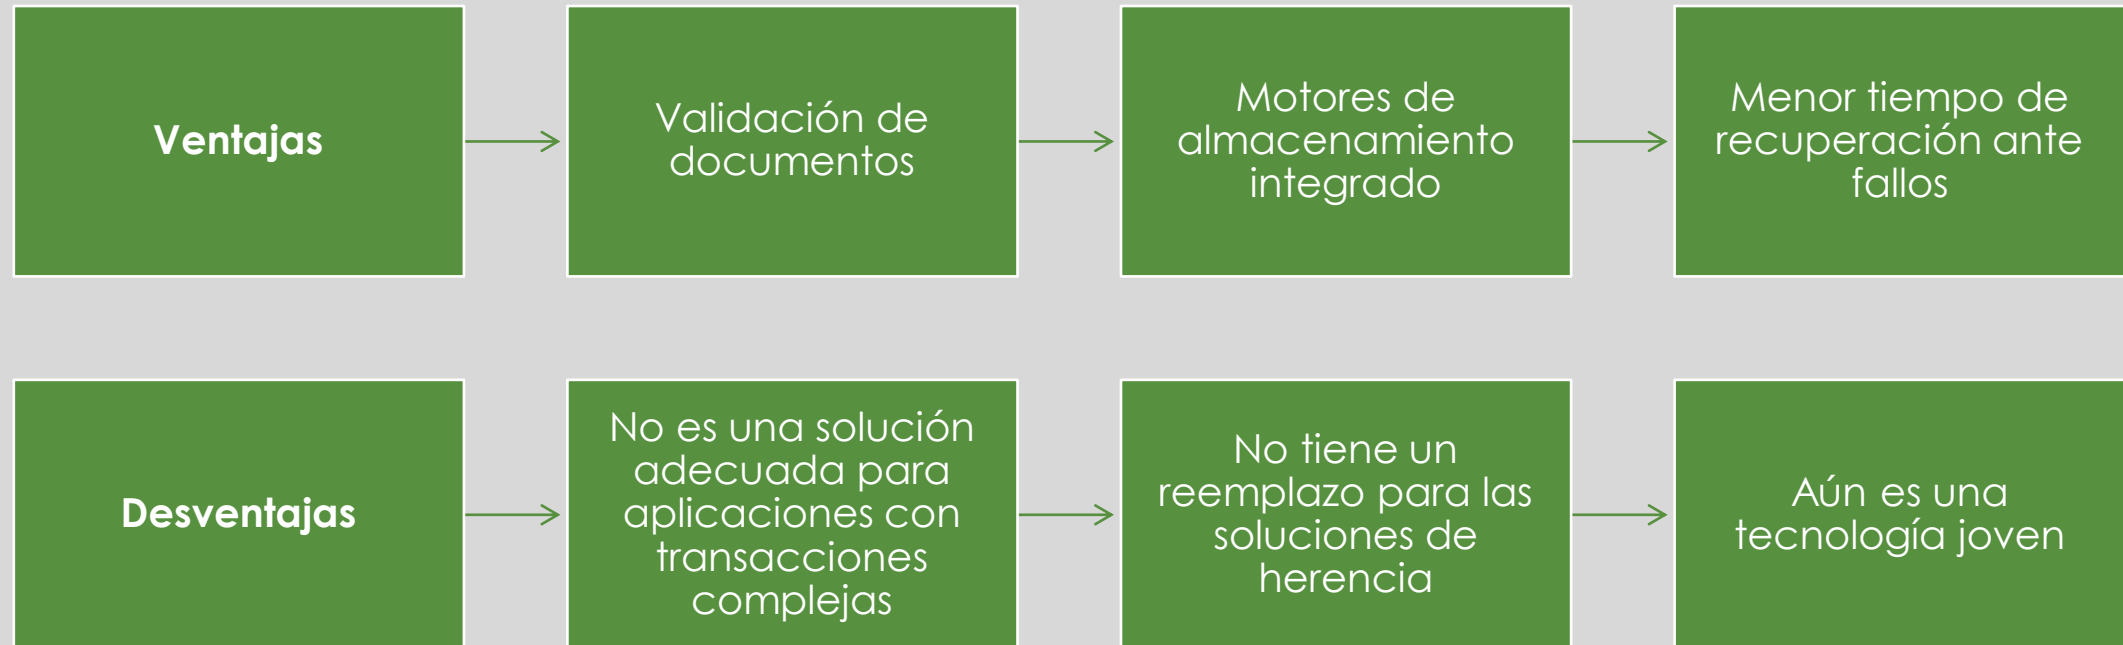 Ventajas
Validación de
documentos
Motores de
almacenamiento
integrado
Menor tiempo de
recuperación ante
fallos
Desventajas
No es una solución
adecuada para
aplicaciones con
transacciones
complejas
No tiene un
reemplazo para las
soluciones de
herencia
Aún es una
tecnología joven